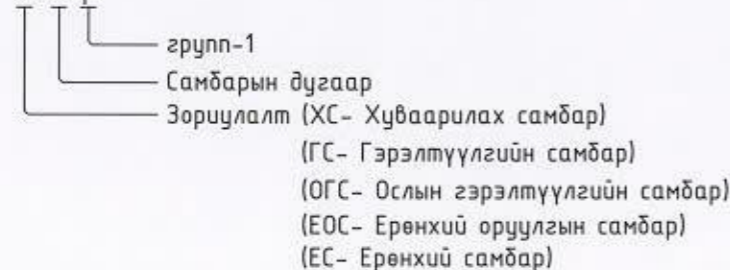 групп-1
Самбарын дугаар
Зориулалт (ХС- Хуваарилах самбар)
(ГС- Гэрэлтүүлгийн самбар)
(ОГС- Ослын гэрэлтүүлгийн самбар)
(ЕОС- Ерөнхий оруулгын самбар)
(ЕС- Ерөнхий самбар)